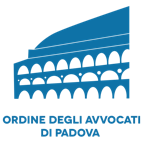 ORDINE DEGLI AVVOCATI
DI PADOVA